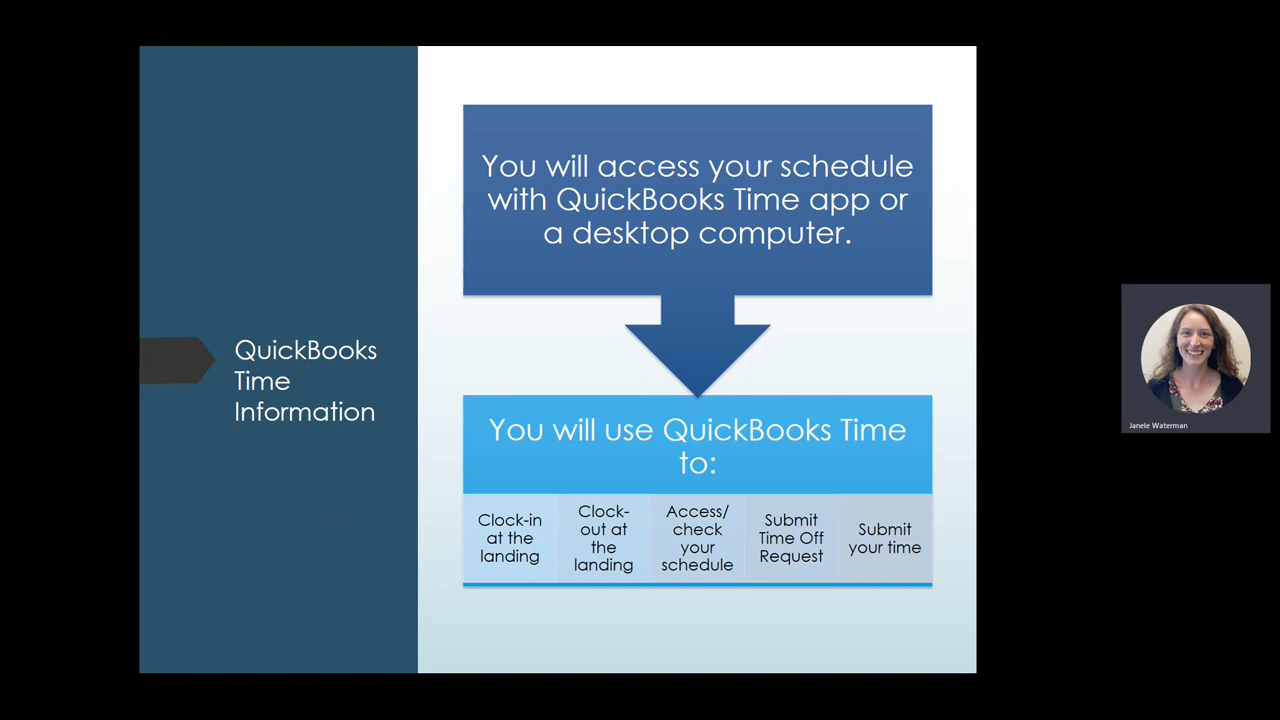 QuickBooks
Time
Information
You will access your schedule
with QuickBooks Time app or
a desktop computer.
You will use QuickBooks Time
to:
Clock-in
at the
landing
Clock-
out at
the
landing
Access/
check
your
schedule
Submit
Time Off
Request
Submit
your time
Janele Waterman